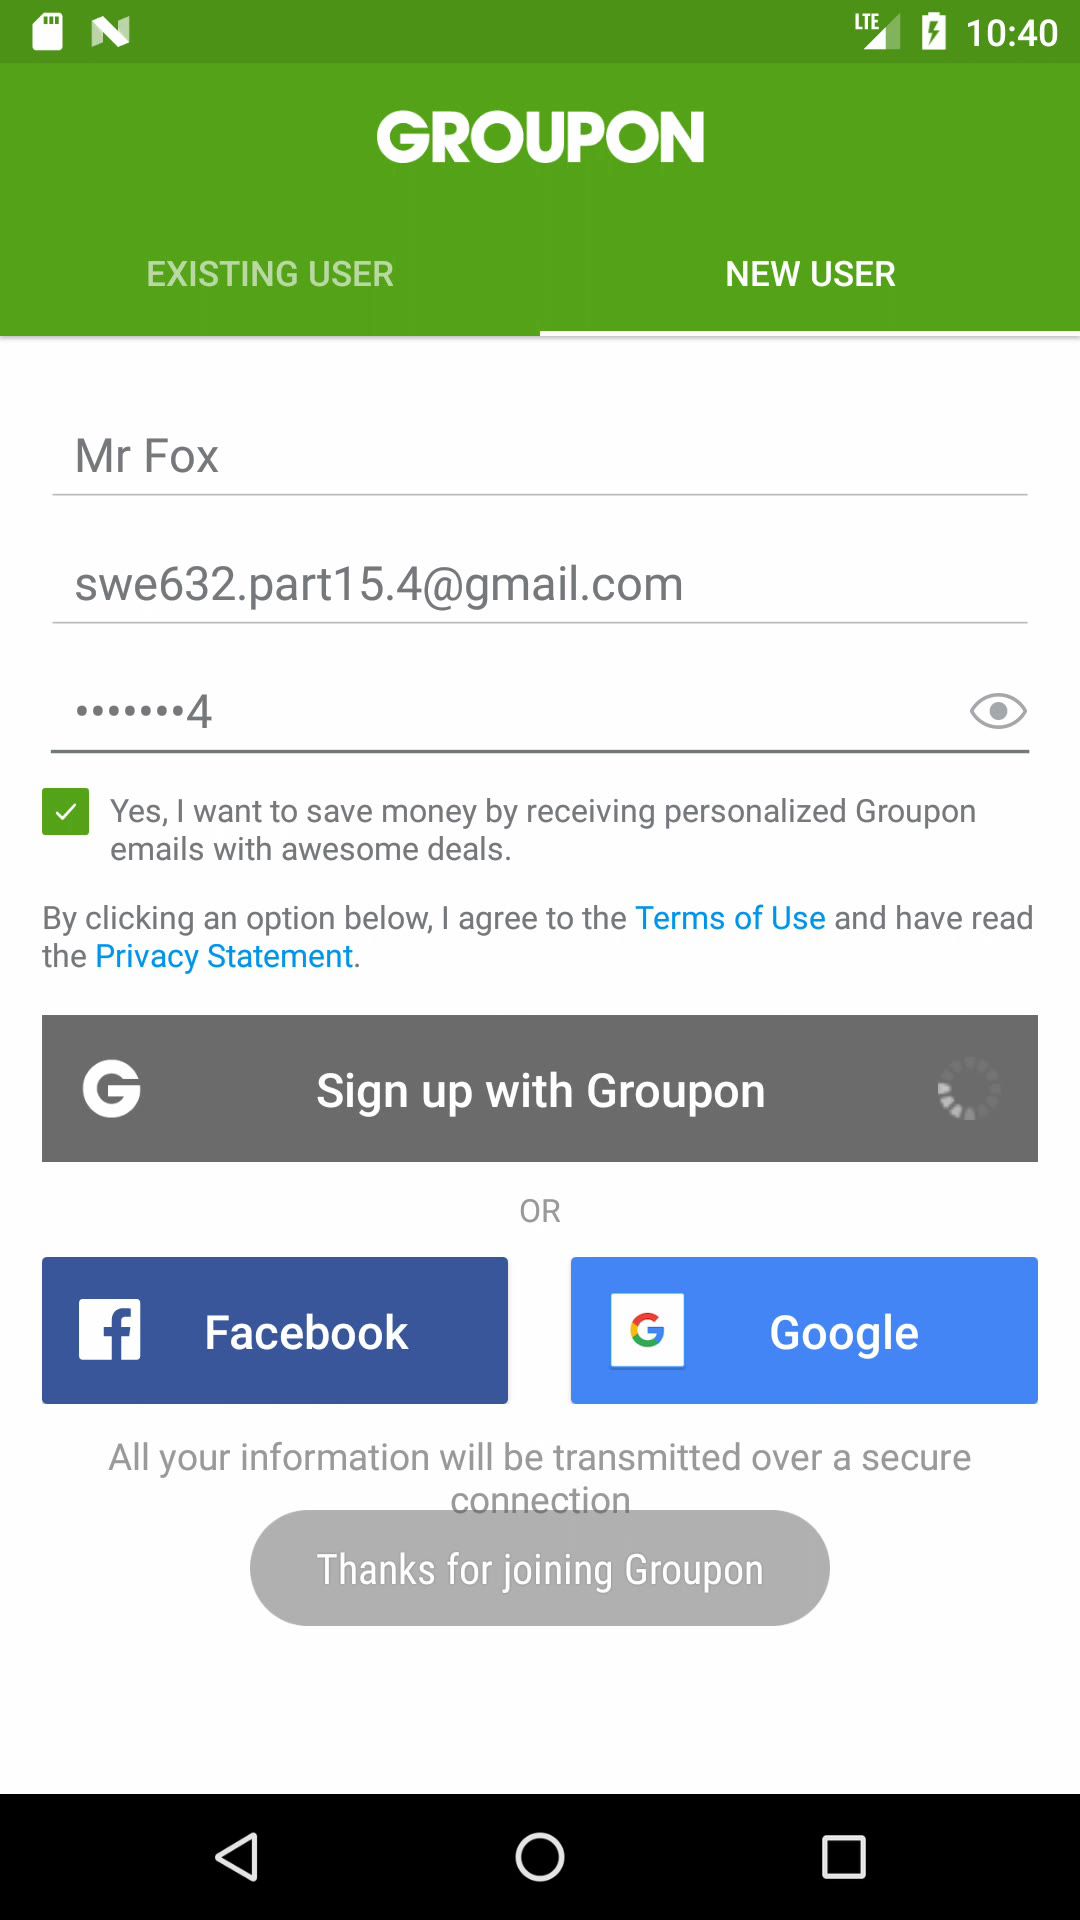 LTE 10:40
GROUPON
EXISTING USER NEW USER
Mr Fox
swe632.part15.4@gmail.com
•••••••4
Yes, I want to save money by receiving personalized Groupon
emails with awesome deals.
By clicking an option below, I agree to the Terms of Use and have read
the Privacy Statement.
Sign up with Groupon
OR
Facebook Google
All your information will be transmitted over a secure
connection
Thanks for joining Groupon